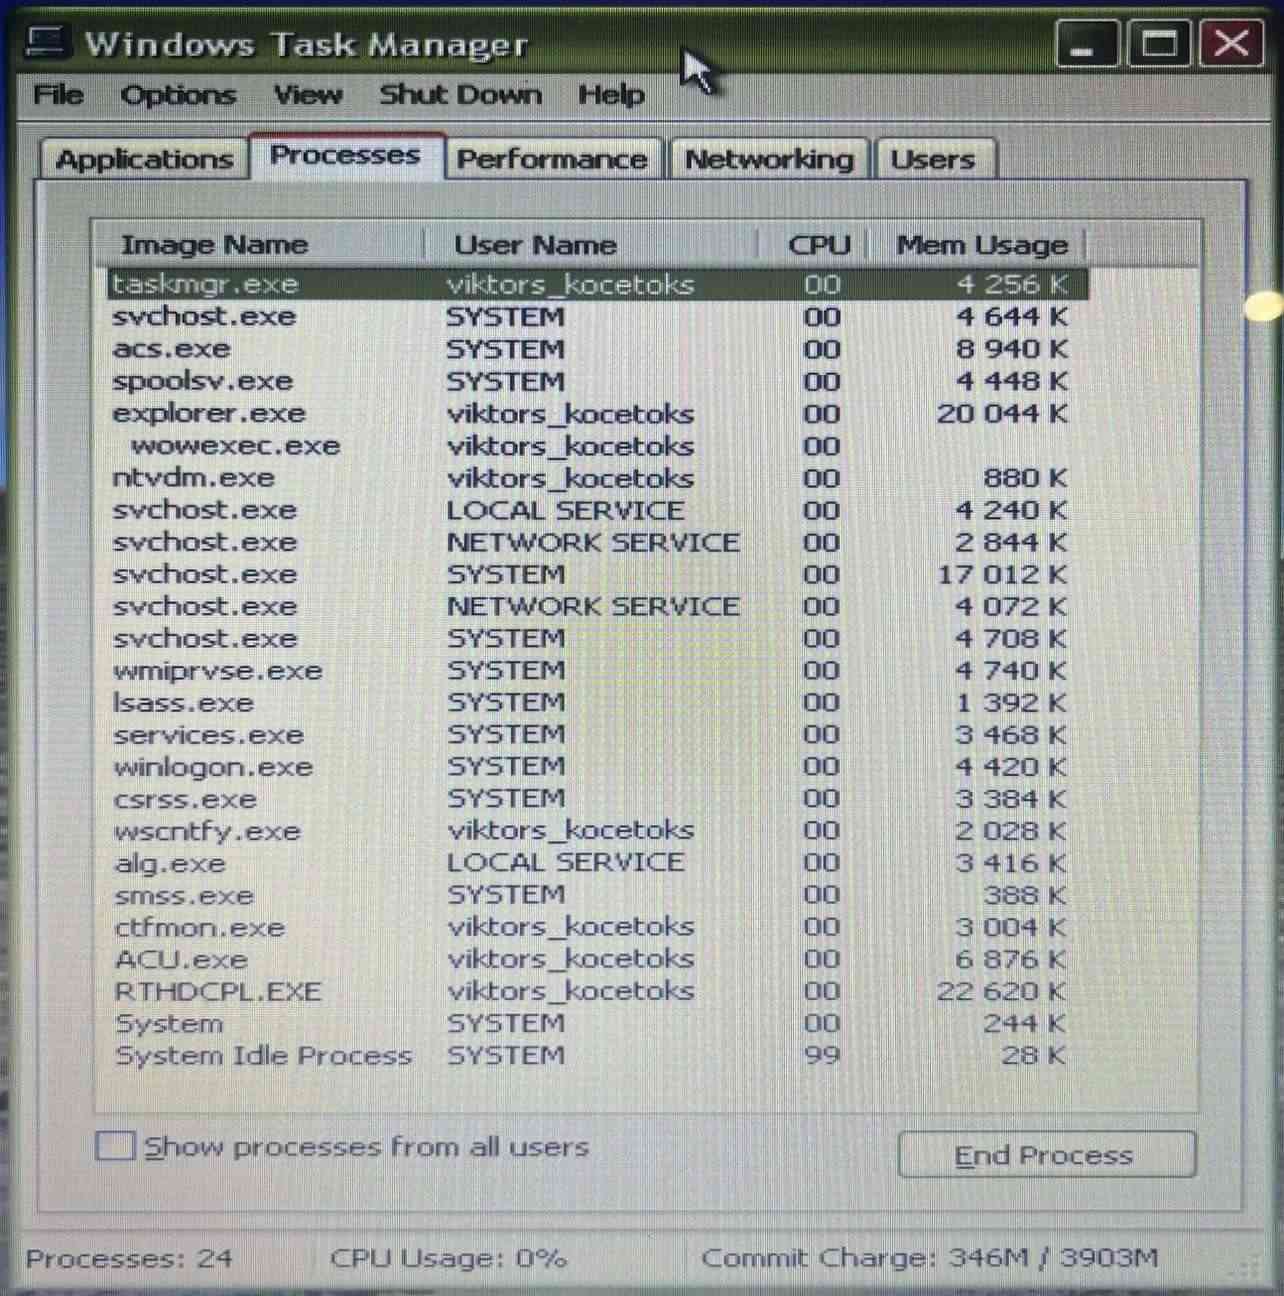 Windows Task Manager
File Options View Shut Down Help
Applications Processes Performance Networking Users
Image Name User Name CPU Mem Usage
taskmgr.exe viktors_kocetoks 00 4 256 K
svchost.exe SYSTEM 00 4 644 K
acs.exe SYSTEM 00 8 940 K
spoolsv.exe SYSTEM 00 4 448 K
explorer.exe viktors_kocetoks 00 20 044 K
wowexec.exe viktors_kocetoks 00
ntvdm.exe viktors_kocetoks 00 880 K
svchost.exe LOCAL SERVICE 00 4 240 K
svchost.exe NETWORK SERVICE 00 2 844 K
svchost.exe SYSTEM 00 17 012 K
svchost.exe NETWORK SERVICE 00 4 072 K
svchost.exe SYSTEM 00 4 708 K
wmiprvse.exe SYSTEM 00 4 740 K
lsass.exe SYSTEM 00 1 392 K
services.exe SYSTEM 00 3 468 K
winlogon.exe SYSTEM 00 4 420 K
csrss.exe SYSTEM 00 3 384 K
wscntfy.exe viktors_kocetoks 00 2 028 K
alg.exe LOCAL SERVICE 00 3 416 K
smss.exe SYSTEM 00 388 K
ctfmon.exe viktors_kocetoks 00 3 004 K
ACU.exe viktors_kocetoks 00 6 876 K
RTHDCPL.EXE viktors_kocetoks 00 22 620 K
System SYSTEM 00 244 K
System Idle Process SYSTEM 99 28 K
Show processes from all users End Process
Processes: 24 CPU Usage: 0% Commit Charge: 346M / 3903M